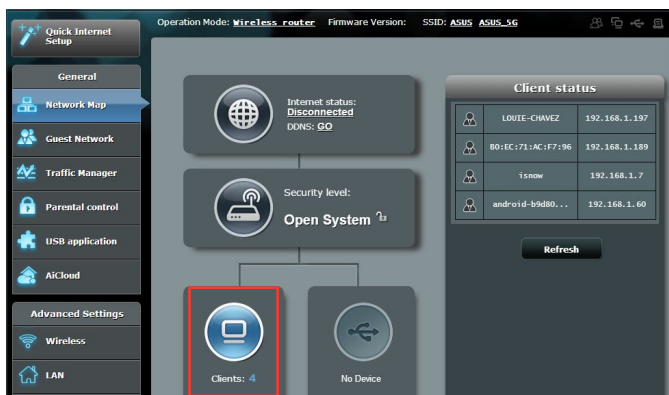 Operation Mode: Wireless router Firmware Version: SSID: ASUS ASUS_5G
Quick Internet
Setup
General
Network Map
Guest Network
Traffic Manager
Parental control
USB application
AiCloud
Advanced Settings
Wireless
LAN
Internet status:
Disconnected
DDNS: GO
Security level:
Open System
Clients: 4
No Device
Client status
LOUIE-CHAVEZ 192.168.1.197
B0:EC:71:AC:F7:96 192.168.1.189
isnow 192.168.1.7
android-b9d80... 192.168.1.60
Refresh